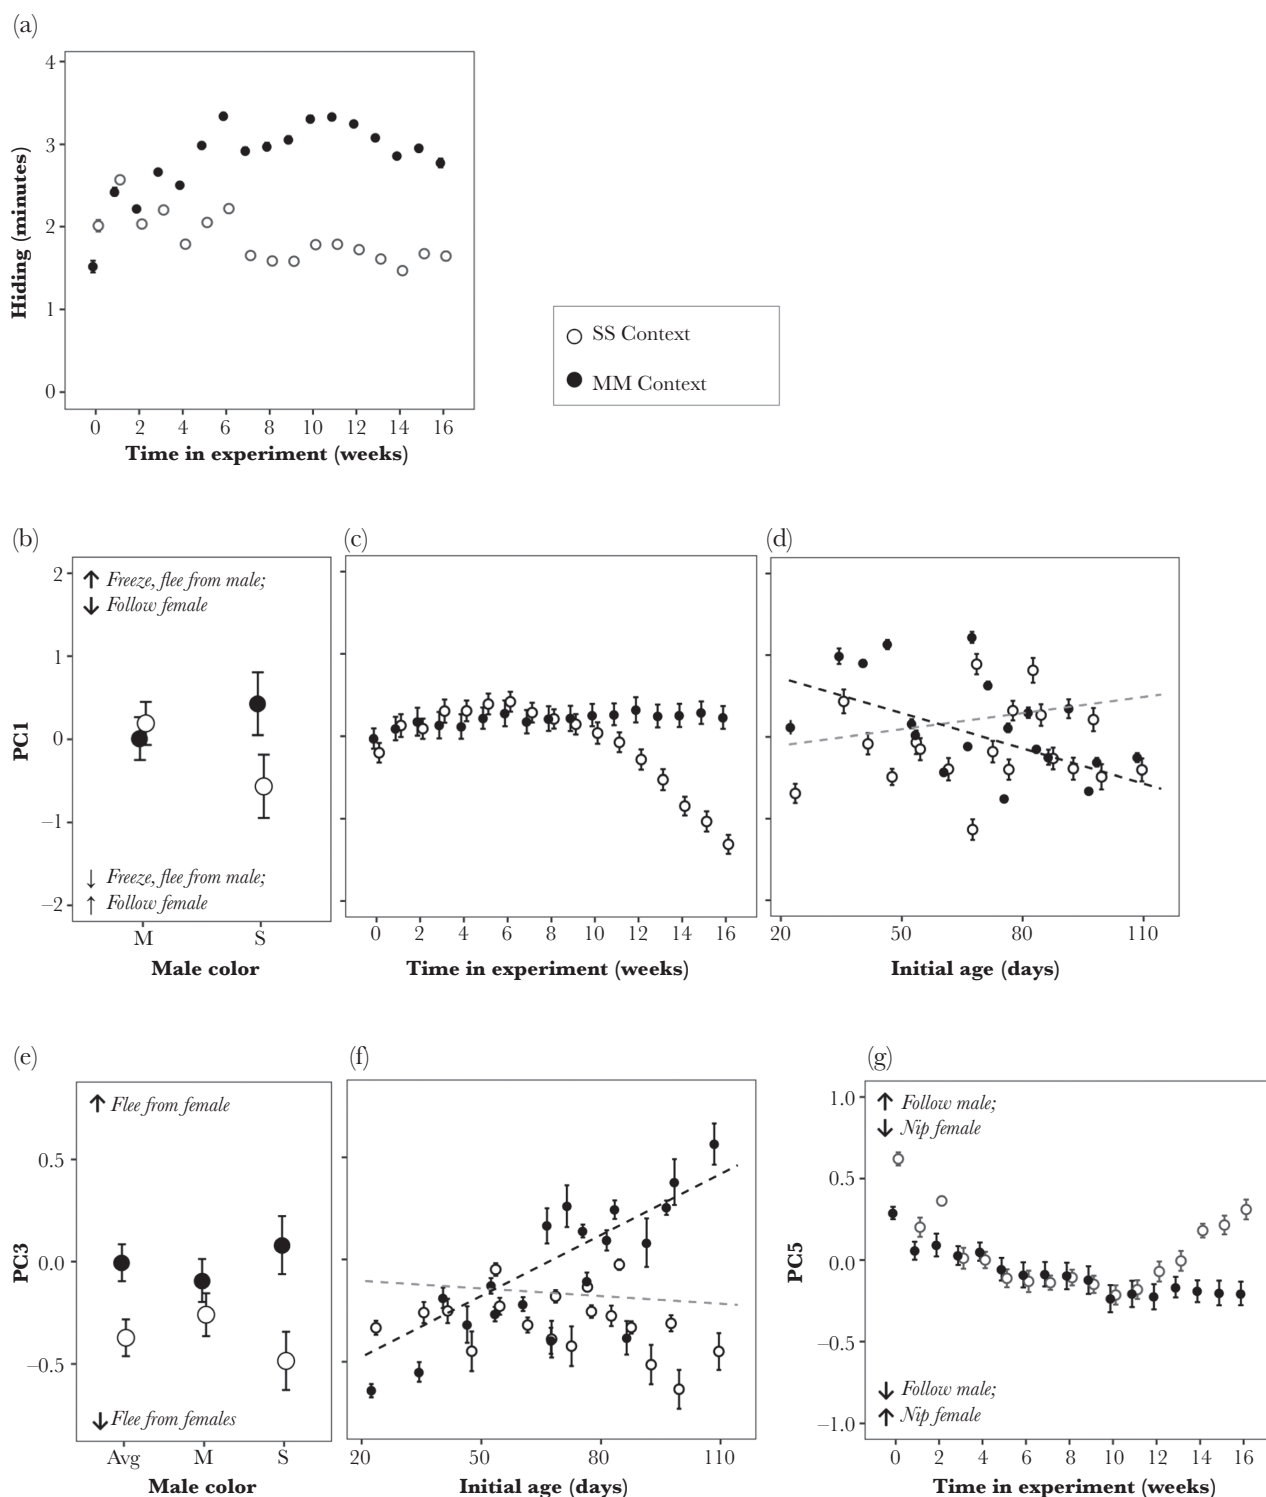 (a)
4
3
2
1
0
Hiding (minutes)
0 2 4 6 8 10 12 14 16
Time in experiment (weeks)
SS Context
MM Context
(b)
2
1
0
−1
−2
PC1
↑ Freeze, flee from male;
↓ Follow female
↓ Freeze, flee from male;
↑ Follow female
M S
Male color
(c)
0 2 4 6 8 10 12 14 16
Time in experiment (weeks)
(d)
20 50 80 110
Initial age (days)
(e)
0.5
0.0
−0.5
PC3
↑ Flee from female
↓ Flee from females
Avg M S
Male color
(f)
20 50 80 110
Initial age (days)
(g)
1.0
0.5
0.0
−0.5
−1.0
PC5
↑ Follow male;
↓ Nip female
↓ Follow male;
↑ Nip female
0 2 4 6 8 10 12 14 16
Time in experiment (weeks)